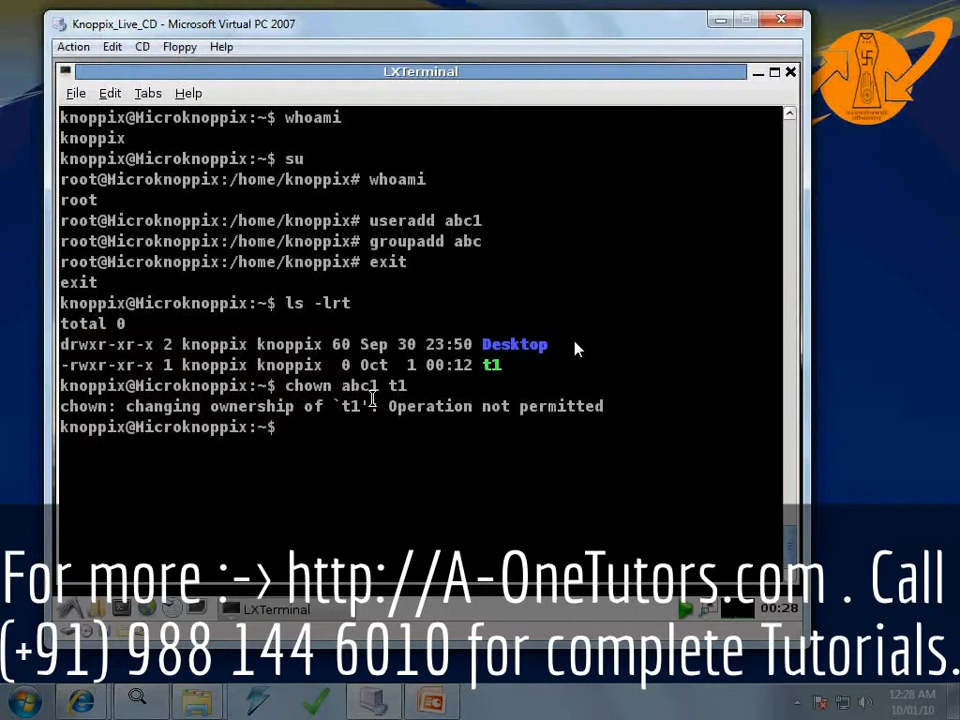 Knoppix_Live_CD - Microsoft Virtual PC 2007
Action Edit CD Floppy Help
LXTerminal
File Edit Tabs Help
knoppix@Microknoppix:~$ whoami
knoppix
knoppix@Microknoppix:~$ su
root@Microknoppix:/home/knoppix# whoami
root
root@Microknoppix:/home/knoppix# useradd abc1
root@Microknoppix:/home/knoppix# groupadd abc
root@Microknoppix:/home/knoppix# exit
exit
knoppix@Microknoppix:~$ ls -lrt
total 0
drwxr-xr-x 2 knoppix knoppix 60 Sep 30 23:50 Desktop
-rwxr-xr-x 1 knoppix knoppix  0 Oct  1 00:12 t1
knoppix@Microknoppix:~$ chown abc1 t1
chown: changing ownership of `t1': Operation not permitted
knoppix@Microknoppix:~$
For more :-> http://A-OneTutors.com . Call
LXTerminal
00:28
(+91) 988 144 6010 for complete Tutorials.
12:28 AM
10/01/10